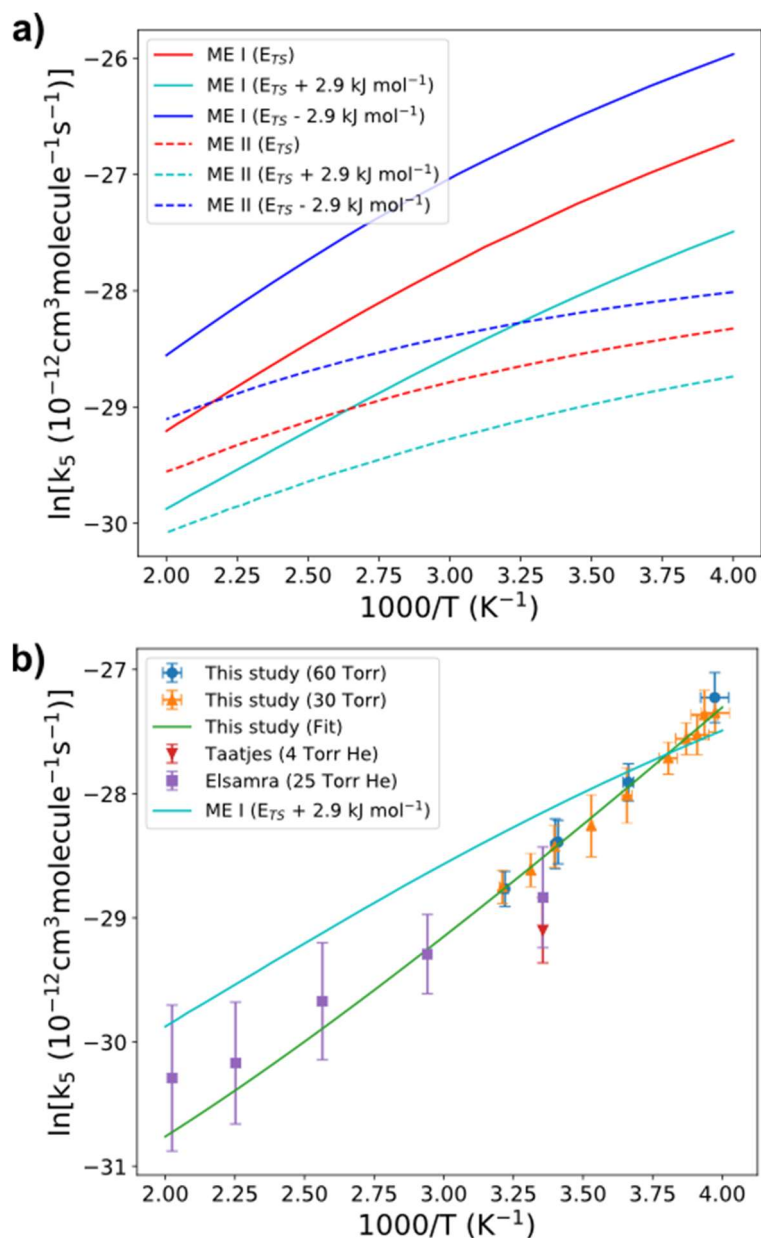 a)
ME I (E_TS)
ME I (E_TS + 2.9 kJ mol⁻¹)
ME I (E_TS - 2.9 kJ mol⁻¹)
ME II (E_TS)
ME II (E_TS + 2.9 kJ mol⁻¹)
ME II (E_TS - 2.9 kJ mol⁻¹)
ln[k₅ (10⁻¹²cm³molecule⁻¹s⁻¹)]
−26
−27
−28
−29
−30
2.00 2.25 2.50 2.75 3.00 3.25 3.50 3.75 4.00
1000/T (K⁻¹)
b)
This study (60 Torr)
This study (30 Torr)
This study (Fit)
Taatjes (4 Torr He)
Elsamra (25 Torr He)
ME I (E_TS + 2.9 kJ mol⁻¹)
ln[k₅ (10⁻¹²cm³molecule⁻¹s⁻¹)]
−27
−28
−29
−30
−31
2.00 2.25 2.50 2.75 3.00 3.25 3.50 3.75 4.00
1000/T (K⁻¹)